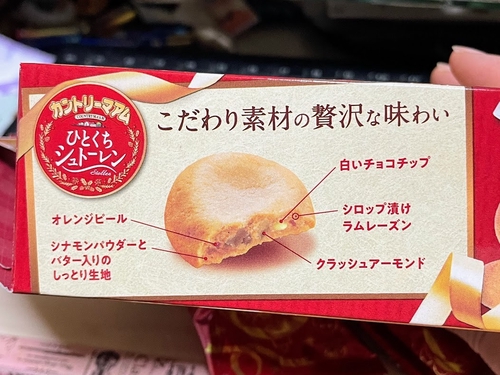 カントリーマアム
ひとくち
シュトーレン
Stollen
こだわり素材の贅沢な味わい
白いチョコチップ
シロップ漬け
ラムレーズン
クラッシュアーモンド
オレンジピール
シナモンパウダーと
バター入りの
しっとり生地